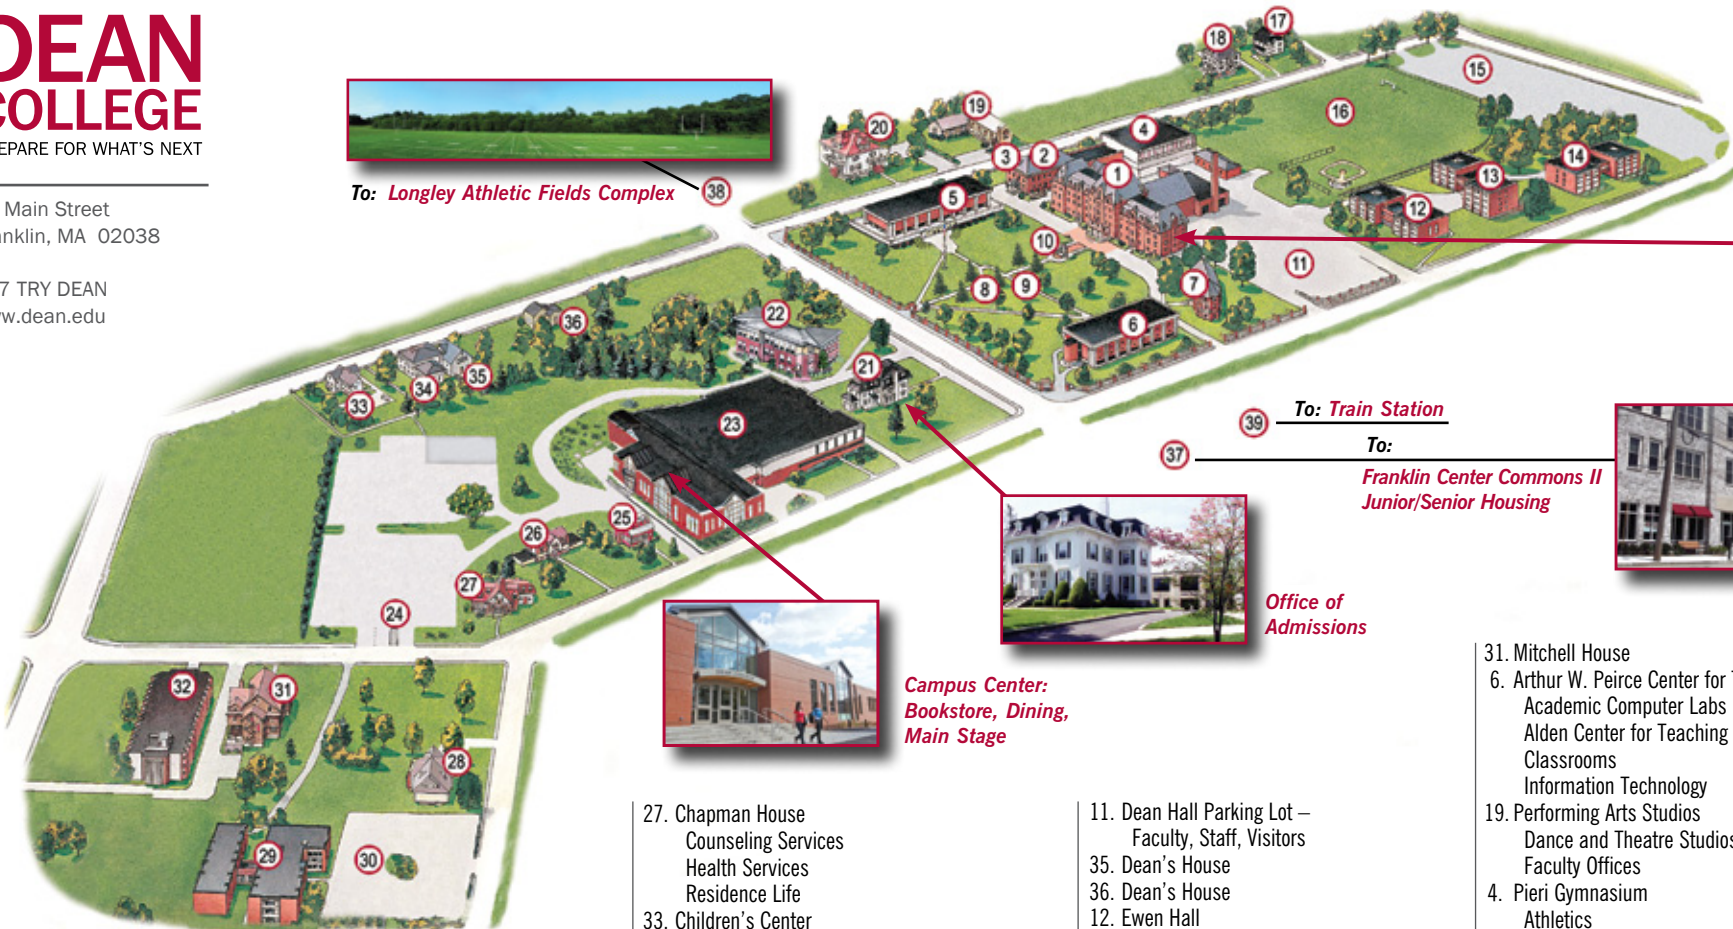 DEAN
COLLEGE
EPARE FOR WHAT'S NEXT
Main Street
anklin, MA 02038
7 TRY DEAN
w.dean.edu
To: Longley Athletic Fields Complex
38
17
18
15
19
16
20
4
3
2
1
14
13
5
12
10
11
7
8
9
6
36
22
21
35
34
33
23
39
To: Train Station
37
To:
Franklin Center Commons II
Junior/Senior Housing
25
26
27
24
Office of
Admissions
Campus Center:
Bookstore, Dining,
Main Stage
32
31
28
29
30
27. Chapman House
Counseling Services
Health Services
Residence Life
33. Children's Center
11. Dean Hall Parking Lot –
Faculty, Staff, Visitors
35. Dean's House
36. Dean's House
12. Ewen Hall
31. Mitchell House
6. Arthur W. Peirce Center for
Academic Computer Labs
Alden Center for Teaching
Classrooms
Information Technology
19. Performing Arts Studios
Dance and Theatre Studios
Faculty Offices
4. Pieri Gymnasium
Athletics